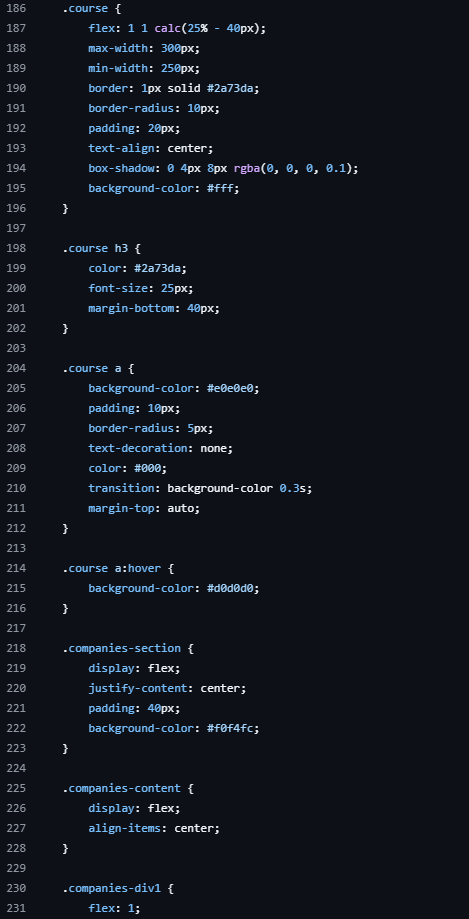 186 .course {
187 flex: 1 1 calc(25% - 40px);
188 max-width: 300px;
189 min-width: 250px;
190 border: 1px solid #2a73da;
191 border-radius: 10px;
192 padding: 20px;
193 text-align: center;
194 box-shadow: 0 4px 8px rgba(0, 0, 0, 0.1);
195 background-color: #fff;
196 }
197
198 .course h3 {
199 color: #2a73da;
200 font-size: 25px;
201 margin-bottom: 40px;
202 }
203
204 .course a {
205 background-color: #e0e0e0;
206 padding: 10px;
207 border-radius: 5px;
208 text-decoration: none;
209 color: #000;
210 transition: background-color 0.3s;
211 margin-top: auto;
212 }
213
214 .course a:hover {
215 background-color: #d0d0d0;
216 }
217
218 .companies-section {
219 display: flex;
220 justify-content: center;
221 padding: 40px;
222 background-color: #f0f4fc;
223 }
224
225 .companies-content {
226 display: flex;
227 align-items: center;
228 }
229
230 .companies-div1 {
231 flex: 1;